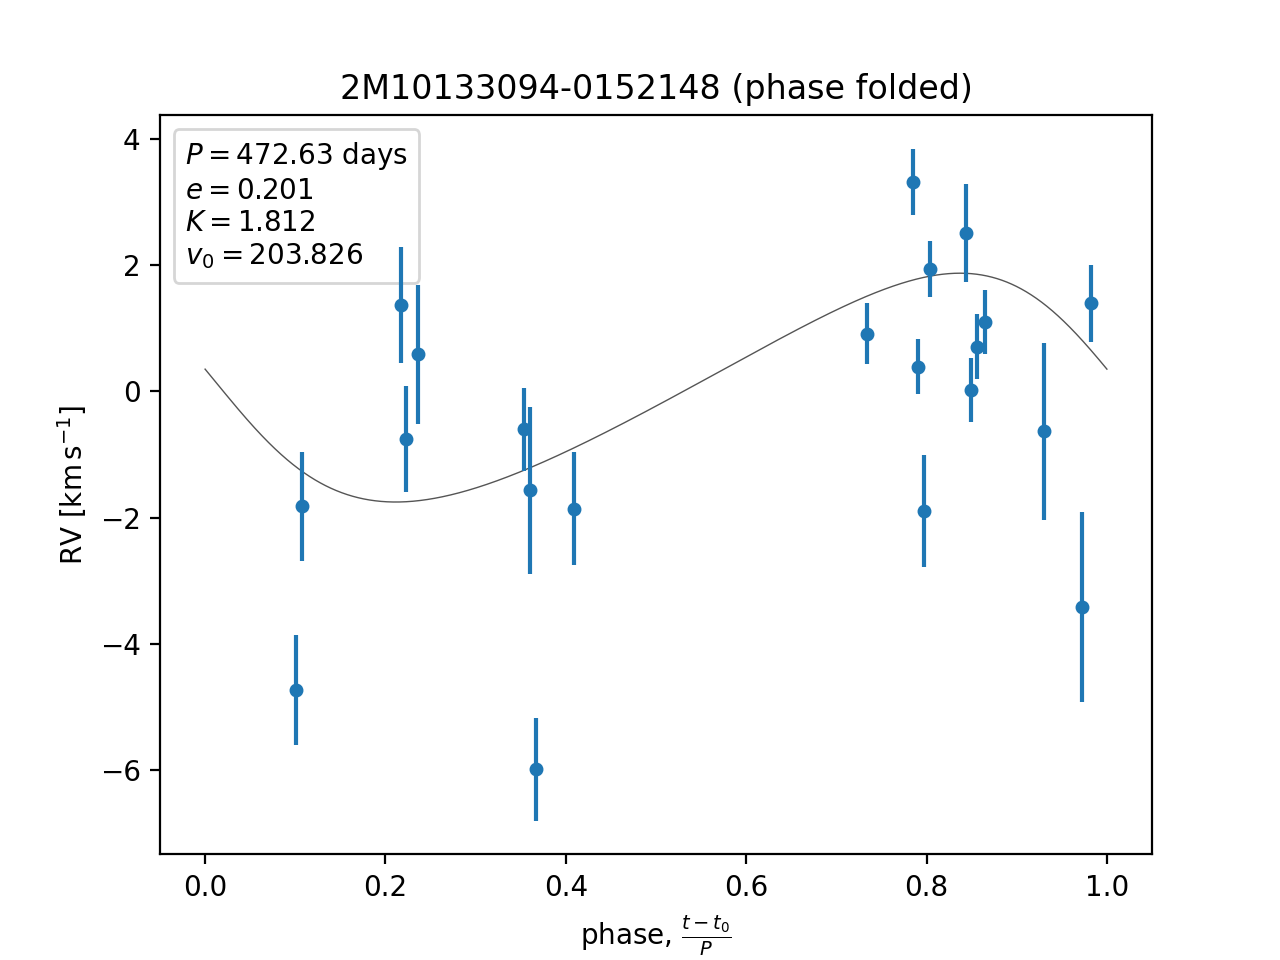 2M10133094-0152148 (phase folded)
P = 472.63 days
e = 0.201
K = 1.812
v₀ = 203.826
4
2
0
−2
−4
−6
RV [km s⁻¹]
0.0 0.2 0.4 0.6 0.8 1.0
phase, (t − t₀)/P